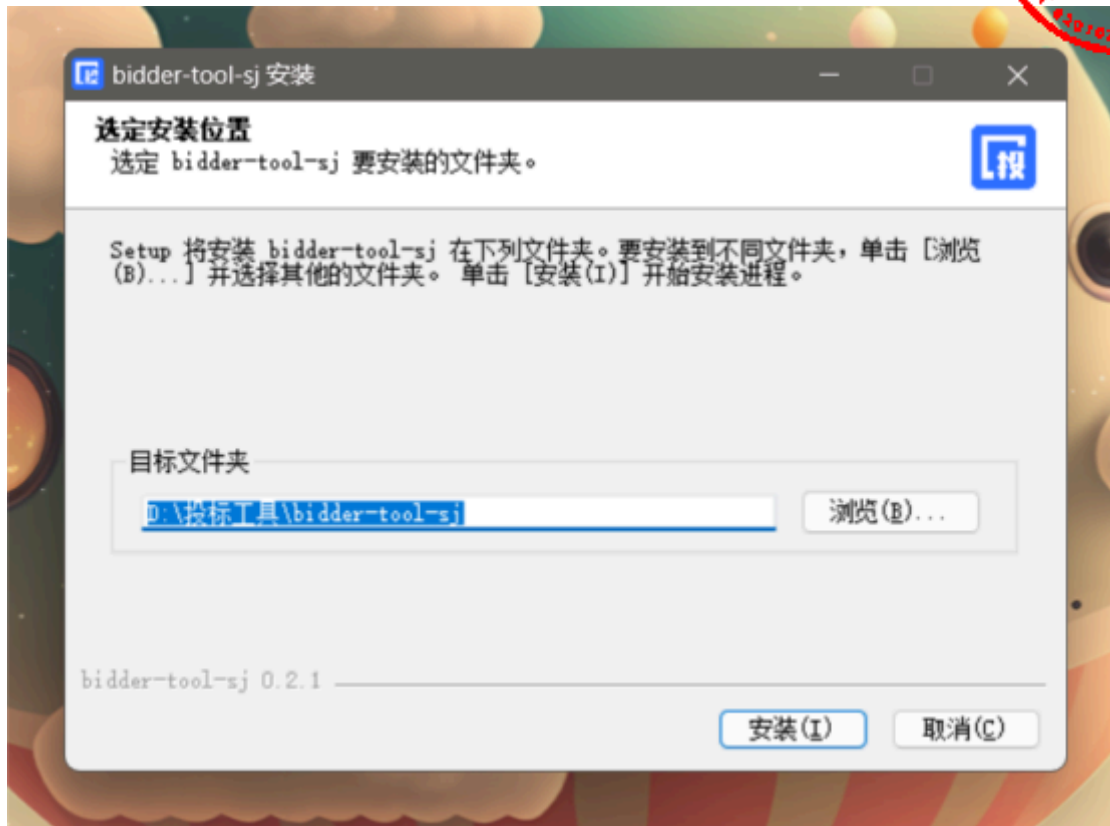 bidder-tool-sj 安装
选定安装位置
选定 bidder-tool-sj 要安装的文件夹。
投
Setup 将安装 bidder-tool-sj 在下列文件夹。要安装到不同文件夹，单击 [浏览
(B)...] 并选择其他的文件夹。 单击 [安装(I)] 开始安装进程。
目标文件夹
D:\投标工具\bidder-tool-sj
浏览(B)...
bidder-tool-sj 0.2.1
安装(I)
取消(C)